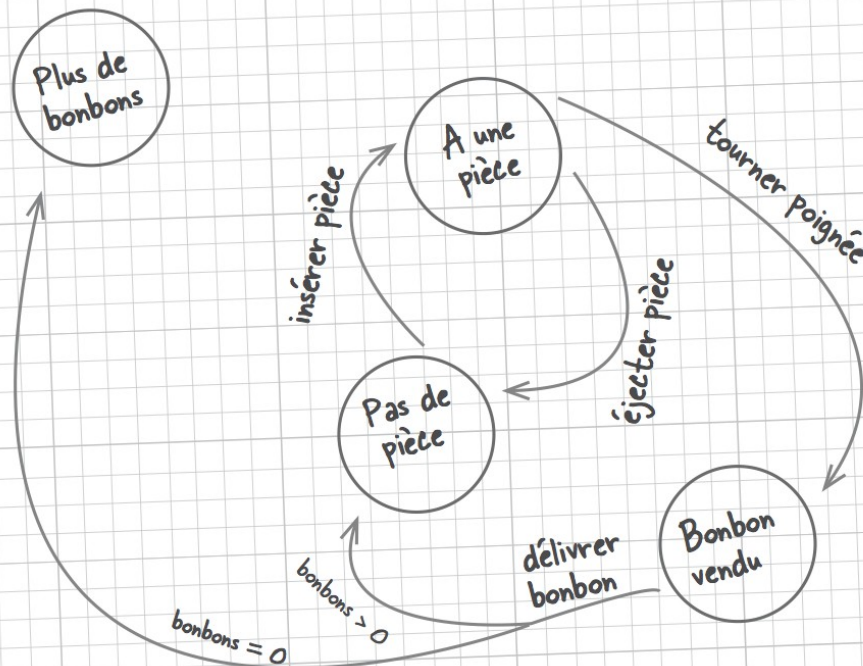 Plus de
bonbons
A une
pièce
tourner poignée
insérer pièce
éjecter pièce
Pas de
pièce
Bonbon
vendu
délivrer
bonbon
bonbons > 0
bonbons = 0